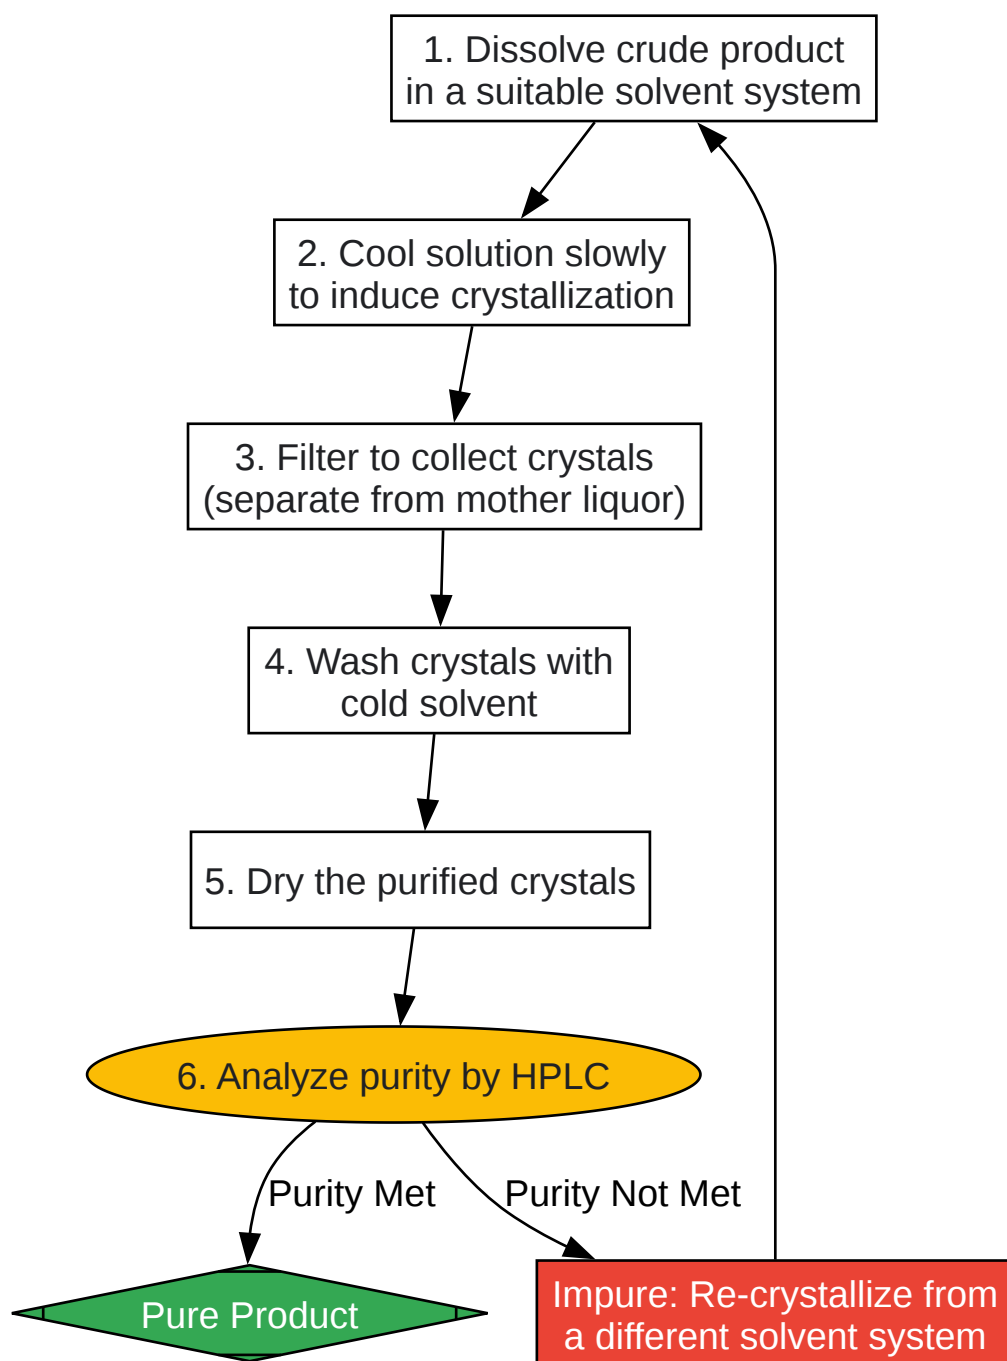 1. Dissolve crude product
in a suitable solvent system
2. Cool solution slowly
to induce crystallization
3. Filter to collect crystals
(separate from mother liquor)
4. Wash crystals with
cold solvent
5. Dry the purified crystals
6. Analyze purity by HPLC
Purity Met
Purity Not Met
Pure Product
Impure: Re-crystallize from
a different solvent system